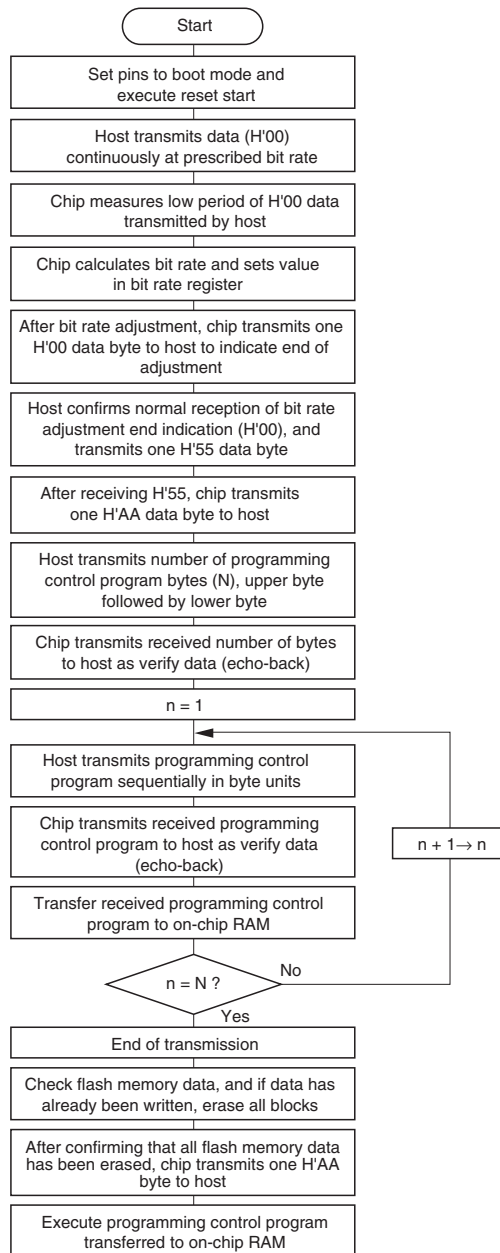 Start
Set pins to boot mode and
execute reset start
Host transmits data (H'00)
continuously at prescribed bit rate
Chip measures low period of H'00 data
transmitted by host
Chip calculates bit rate and sets value
in bit rate register
After bit rate adjustment, chip transmits one
H'00 data byte to host to indicate end of
adjustment
Host confirms normal reception of bit rate
adjustment end indication (H'00), and
transmits one H'55 data byte
After receiving H'55, chip transmits
one H'AA data byte to host
Host transmits number of programming
control program bytes (N), upper byte
followed by lower byte
Chip transmits received number of bytes
to host as verify data (echo-back)
n = 1
Host transmits programming control
program sequentially in byte units
Chip transmits received programming
control program to host as verify data
(echo-back)
n + 1→ n
Transfer received programming control
program to on-chip RAM
n = N ?
No
Yes
End of transmission
Check flash memory data, and if data has
already been written, erase all blocks
After confirming that all flash memory data
has been erased, chip transmits one H'AA
byte to host
Execute programming control program
transferred to on-chip RAM